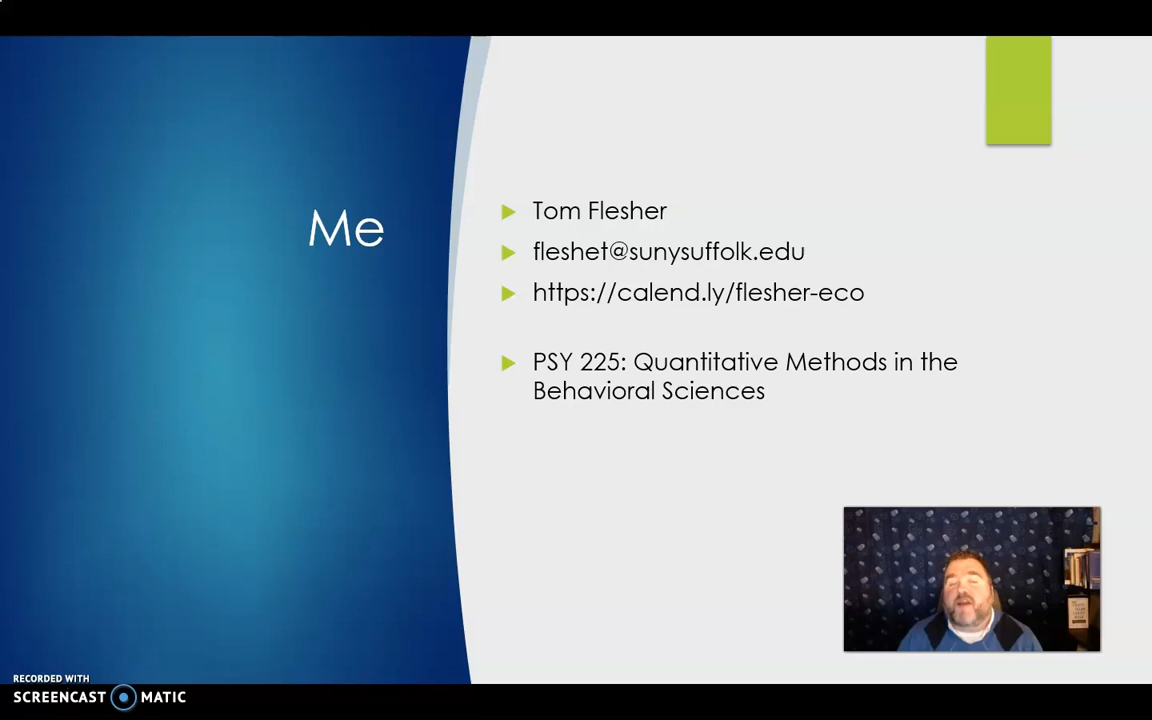 Me
Tom Flesher
fleshet@sunysuffolk.edu
https://calend.ly/flesher-eco
PSY 225: Quantitative Methods in the
Behavioral Sciences
RECORDED WITH
SCREENCAST MATIC